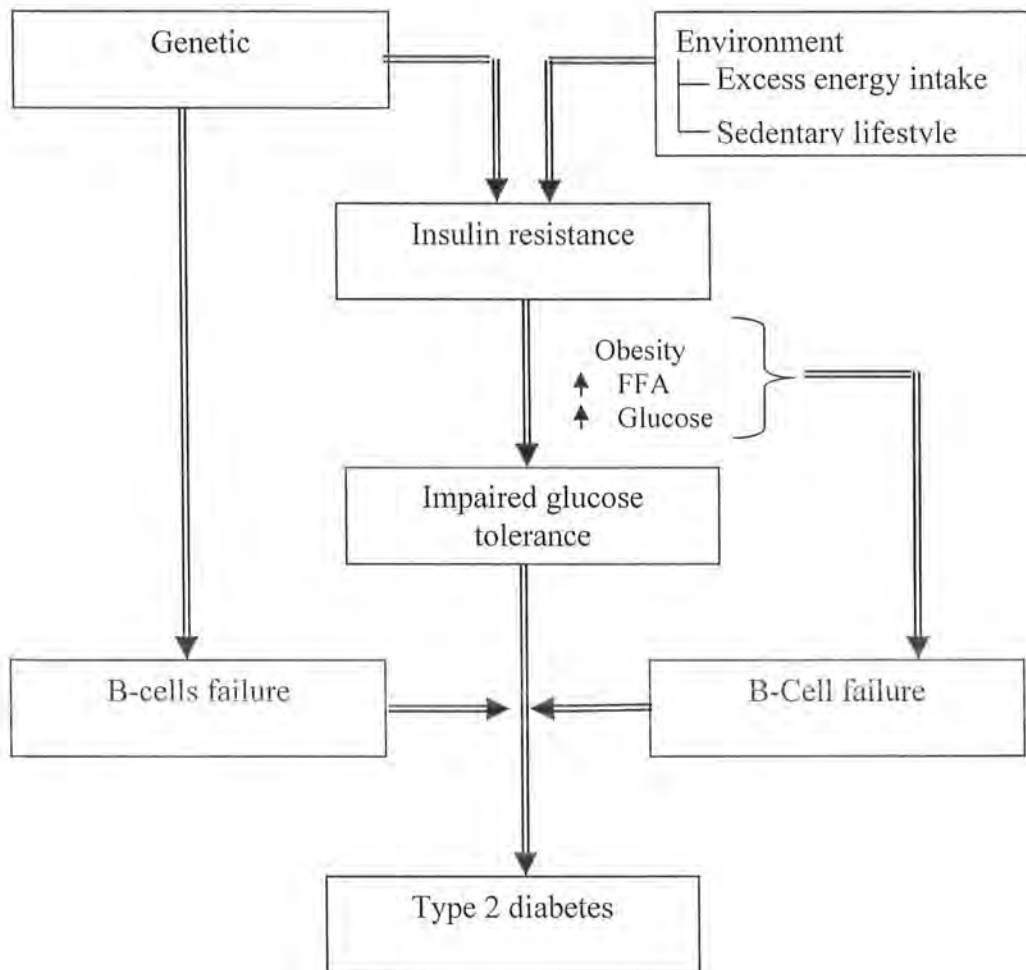 Genetic
Environment
Excess energy intake
Sedentary lifestyle
Insulin resistance
Obesity
FFA
Glucose
Impaired glucose
tolerance
B-cells failure
B-Cell failure
Type 2 diabetes